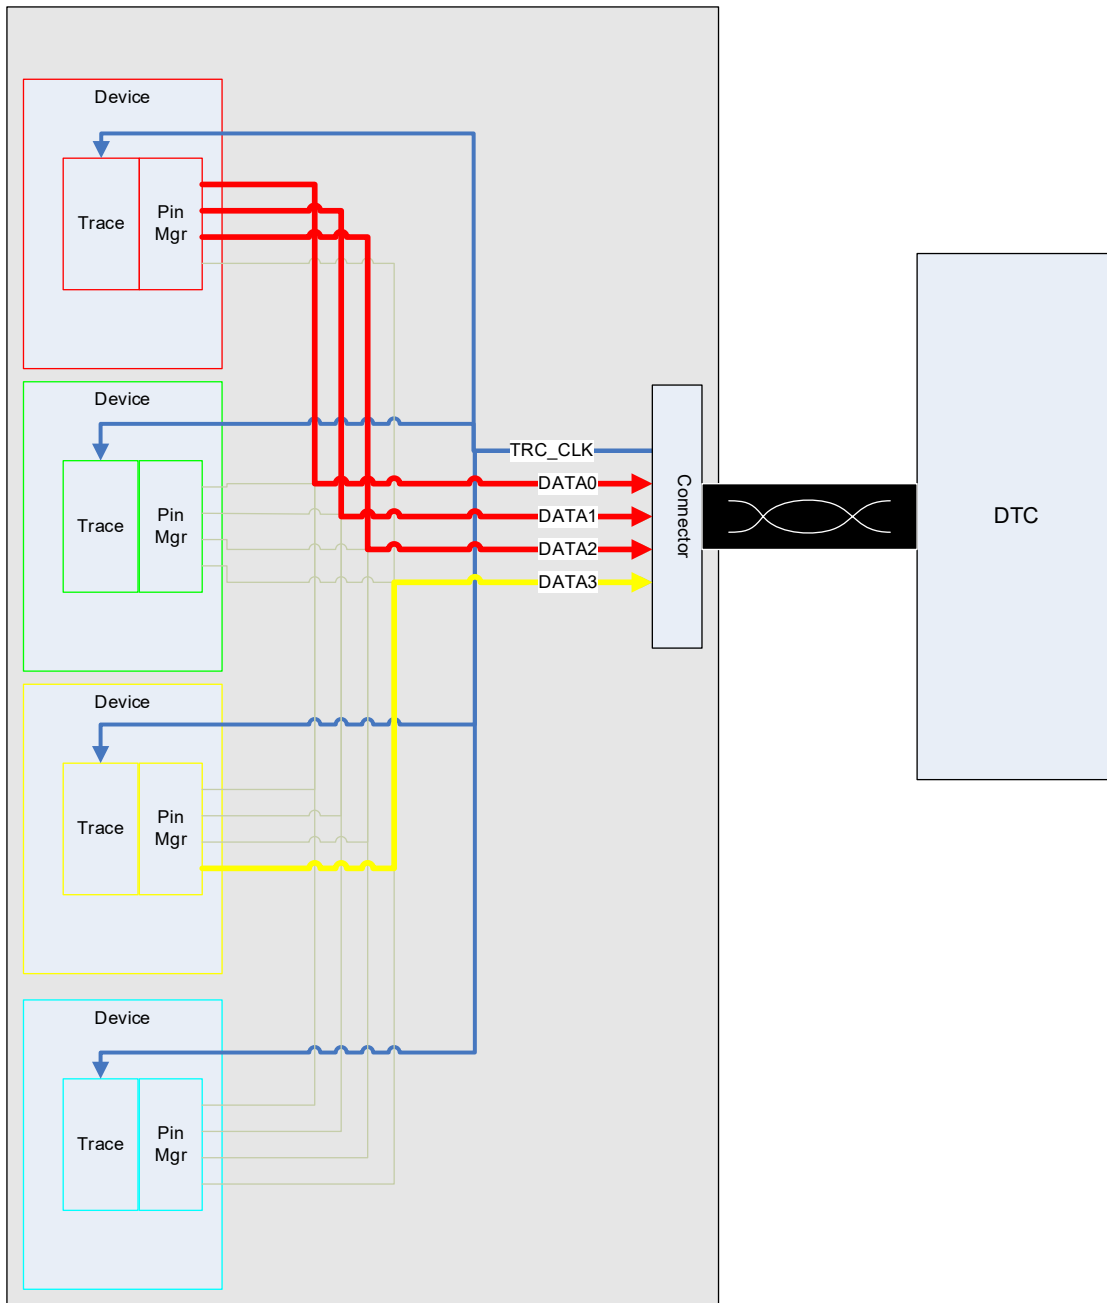 Device
Trace
Pin
Mgr
Device
Trace
Pin
Mgr
TRC_CLK
DATA0
DATA1
DATA2
DATA3
Connector
DTC
Device
Trace
Pin
Mgr
Device
Trace
Pin
Mgr